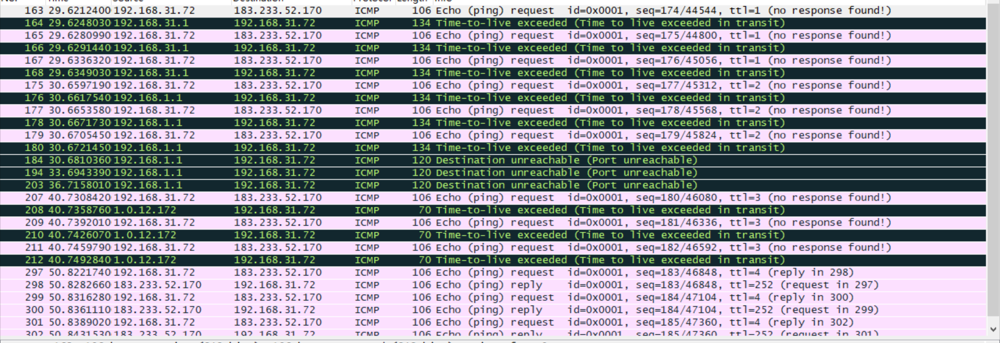 No. Time Source Destination Protocol Length Info
163 29.6212400 192.168.31.72 183.233.52.170 ICMP 106 Echo (ping) request id=0x0001, seq=174/44544, ttl=1 (no response found!)
164 29.6248030 192.168.31.1 192.168.31.72 ICMP 134 Time-to-live exceeded (Time to live exceeded in transit)
165 29.6280990 192.168.31.72 183.233.52.170 ICMP 106 Echo (ping) request id=0x0001, seq=175/44800, ttl=1 (no response found!)
166 29.6291440 192.168.31.1 192.168.31.72 ICMP 134 Time-to-live exceeded (Time to live exceeded in transit)
167 29.6336320 192.168.31.72 183.233.52.170 ICMP 106 Echo (ping) request id=0x0001, seq=176/45056, ttl=1 (no response found!)
168 29.6349030 192.168.31.1 192.168.31.72 ICMP 134 Time-to-live exceeded (Time to live exceeded in transit)
175 30.6597190 192.168.31.72 183.233.52.170 ICMP 106 Echo (ping) request id=0x0001, seq=177/45312, ttl=2 (no response found!)
176 30.6617540 192.168.1.1 192.168.31.72 ICMP 134 Time-to-live exceeded (Time to live exceeded in transit)
177 30.6653580 192.168.31.72 183.233.52.170 ICMP 106 Echo (ping) request id=0x0001, seq=178/45568, ttl=2 (no response found!)
178 30.6671730 192.168.1.1 192.168.31.72 ICMP 134 Time-to-live exceeded (Time to live exceeded in transit)
179 30.6705450 192.168.31.72 183.233.52.170 ICMP 106 Echo (ping) request id=0x0001, seq=179/45824, ttl=2 (no response found!)
180 30.6721450 192.168.1.1 192.168.31.72 ICMP 134 Time-to-live exceeded (Time to live exceeded in transit)
184 30.6810360 192.168.1.1 192.168.31.72 ICMP 120 Destination unreachable (Port unreachable)
194 33.6943390 192.168.1.1 192.168.31.72 ICMP 120 Destination unreachable (Port unreachable)
203 36.7158010 192.168.1.1 192.168.31.72 ICMP 120 Destination unreachable (Port unreachable)
207 40.7308420 192.168.31.72 183.233.52.170 ICMP 106 Echo (ping) request id=0x0001, seq=180/46080, ttl=3 (no response found!)
208 40.7358760 1.0.12.172 192.168.31.72 ICMP 70 Time-to-live exceeded (Time to live exceeded in transit)
209 40.7392010 192.168.31.72 183.233.52.170 ICMP 106 Echo (ping) request id=0x0001, seq=181/46336, ttl=3 (no response found!)
210 40.7426070 1.0.12.172 192.168.31.72 ICMP 70 Time-to-live exceeded (Time to live exceeded in transit)
211 40.7459790 192.168.31.72 183.233.52.170 ICMP 106 Echo (ping) request id=0x0001, seq=182/46592, ttl=3 (no response found!)
212 40.7492840 1.0.12.172 192.168.31.72 ICMP 70 Time-to-live exceeded (Time to live exceeded in transit)
297 50.8221740 192.168.31.72 183.233.52.170 ICMP 106 Echo (ping) request id=0x0001, seq=183/46848, ttl=4 (reply in 298)
298 50.8282660 183.233.52.170 192.168.31.72 ICMP 106 Echo (ping) reply id=0x0001, seq=183/46848, ttl=252 (request in 297)
299 50.8316280 192.168.31.72 183.233.52.170 ICMP 106 Echo (ping) request id=0x0001, seq=184/47104, ttl=4 (reply in 300)
300 50.8361110 183.233.52.170 192.168.31.72 ICMP 106 Echo (ping) reply id=0x0001, seq=184/47104, ttl=252 (request in 299)
301 50.8389020 192.168.31.72 183.233.52.170 ICMP 106 Echo (ping) request id=0x0001, seq=185/47360, ttl=4 (reply in 302)
302 50.8431530 183.233.52.170 192.168.31.72 ICMP 106 Echo (ping) reply id=0x0001, seq=185/47360, ttl=252 (request in 301)